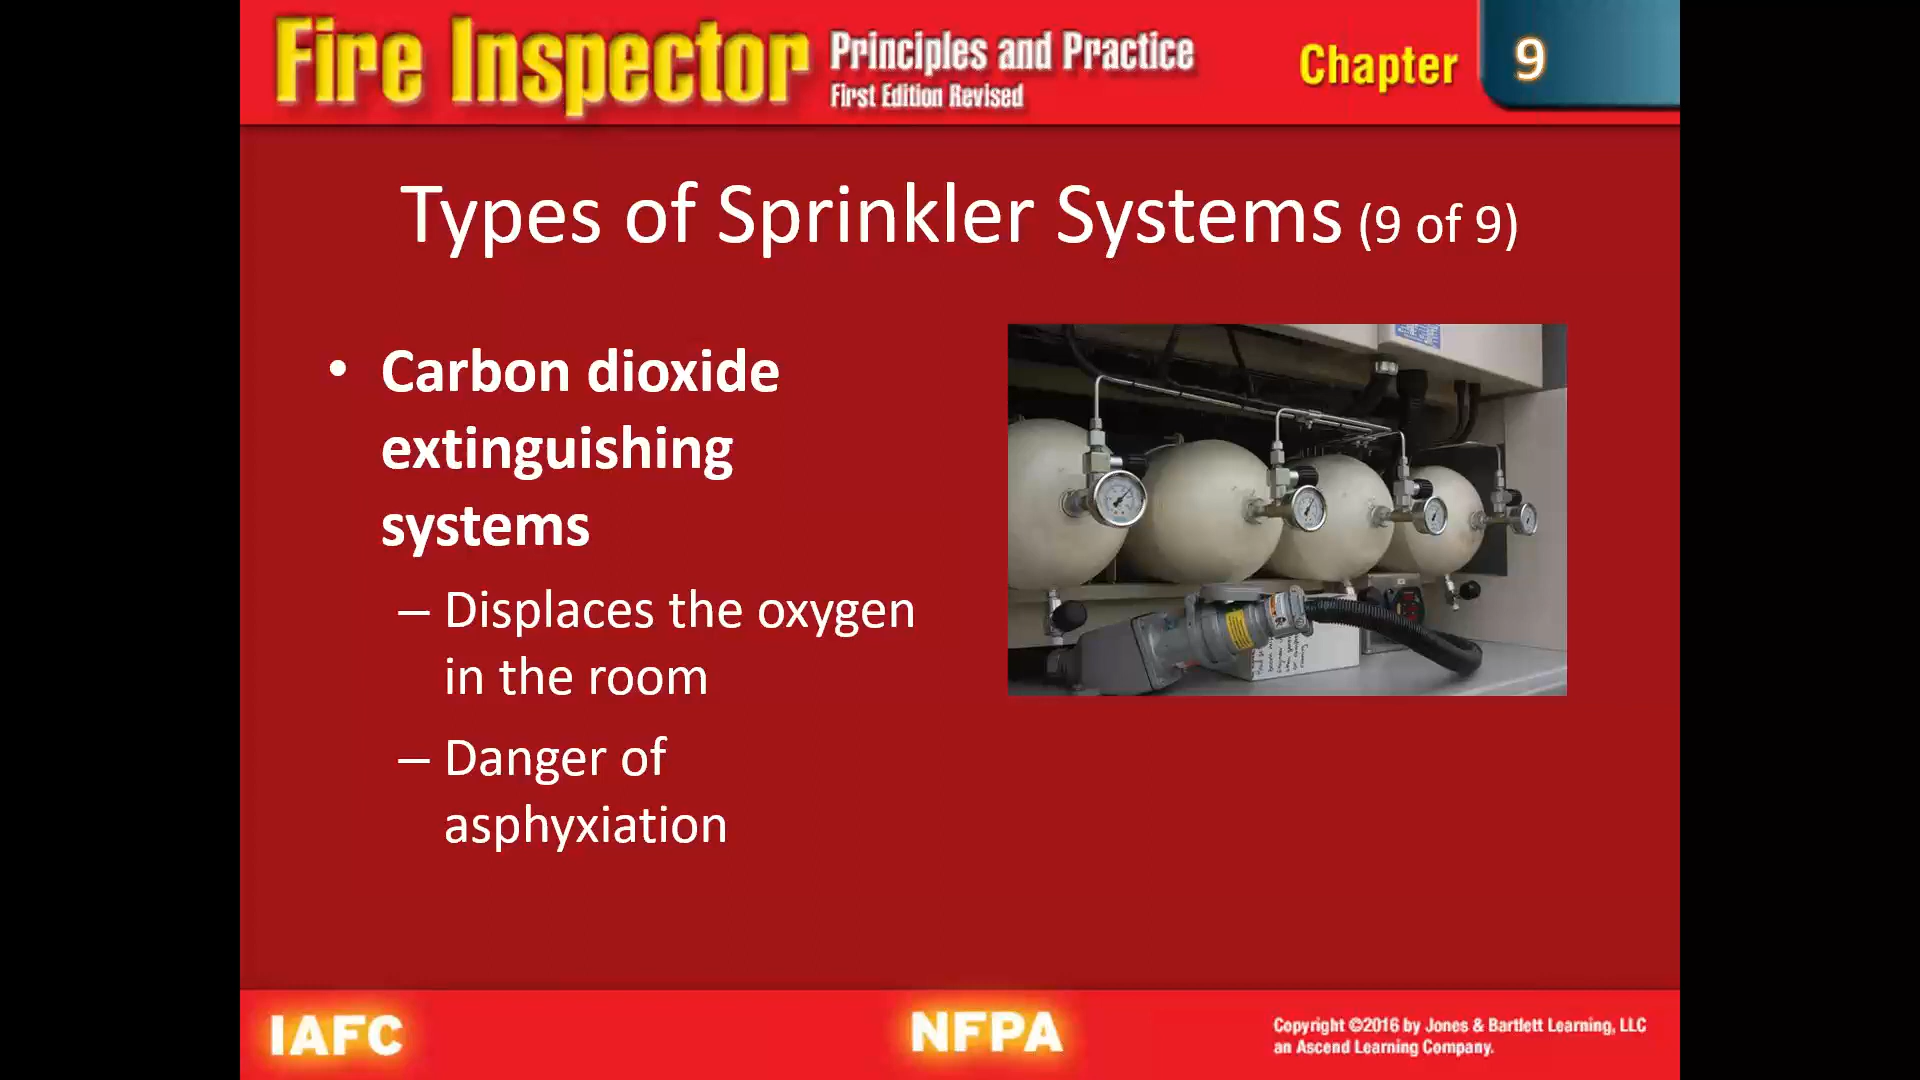 Fire Inspector Principles and Practice
First Edition Revised
Chapter 9
Types of Sprinkler Systems (9 of 9)
• Carbon dioxide
extinguishing
systems
– Displaces the oxygen
in the room
– Danger of
asphyxiation
IAFC
NFPA
Copyright ©2016 by Jones & Bartlett Learning, LLC
an Ascend Learning Company.